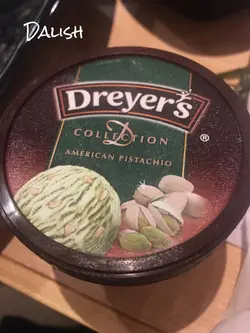 Dalish
Dreyer's
D
COLLECTION
AMERICAN PISTACHIO
®